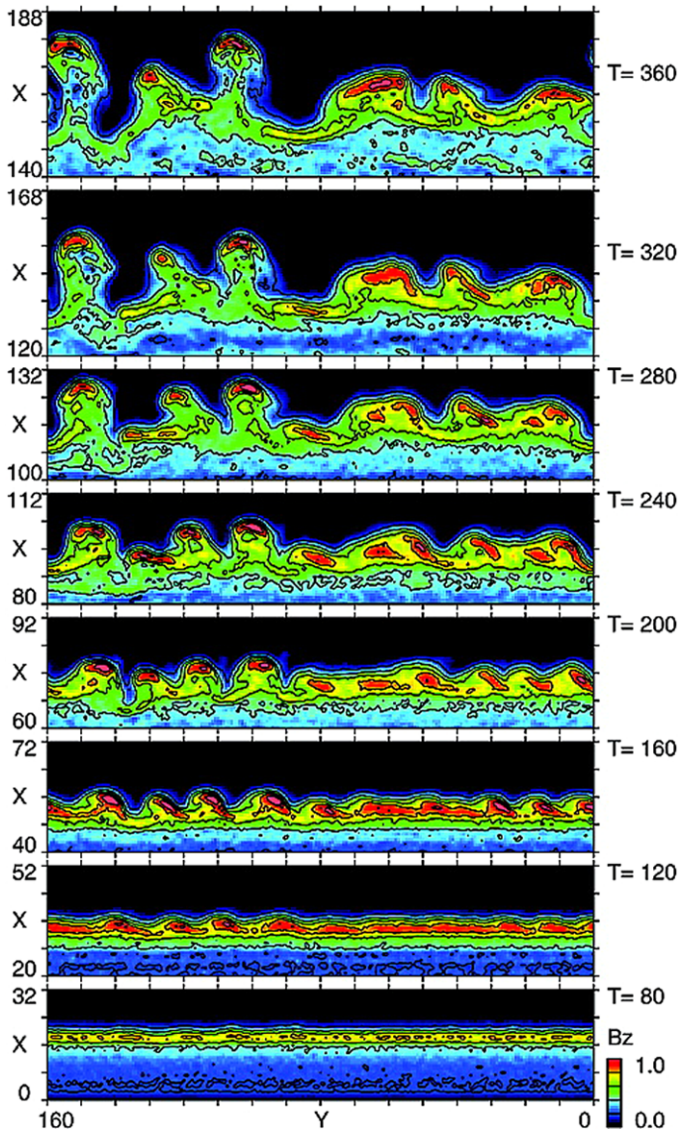 188
T= 360
X
140
168
T= 320
X
120
132
T= 280
X
100
112
T= 240
X
80
92
T= 200
X
60
72
T= 160
X
40
52
T= 120
X
20
32
T= 80
X
Bz
1.0
0
0.0
160 Y 0